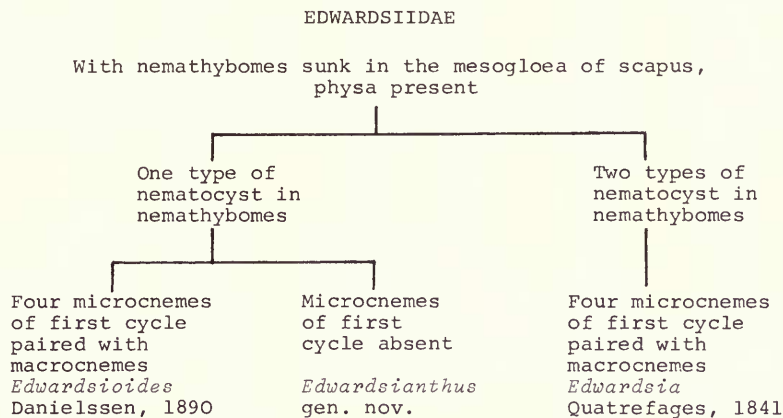 EDWARDSIIDAE
With nemathybomes sunk in the mesogloea of scapus,
physa present
One type of
nematocyst in
nemathybomes
Two types of
nematocyst in
nemathybomes
Four microcnemes
of first cycle
paired with
macrocnemes
Edwardsioides
Danielssen, 1890
Microcnemes
of first
cycle absent
Edwardsianthus
gen. nov.
Four microcnemes
of first cycle
paired with
macrocnemes
Edwardsia
Quatrefages, 1841